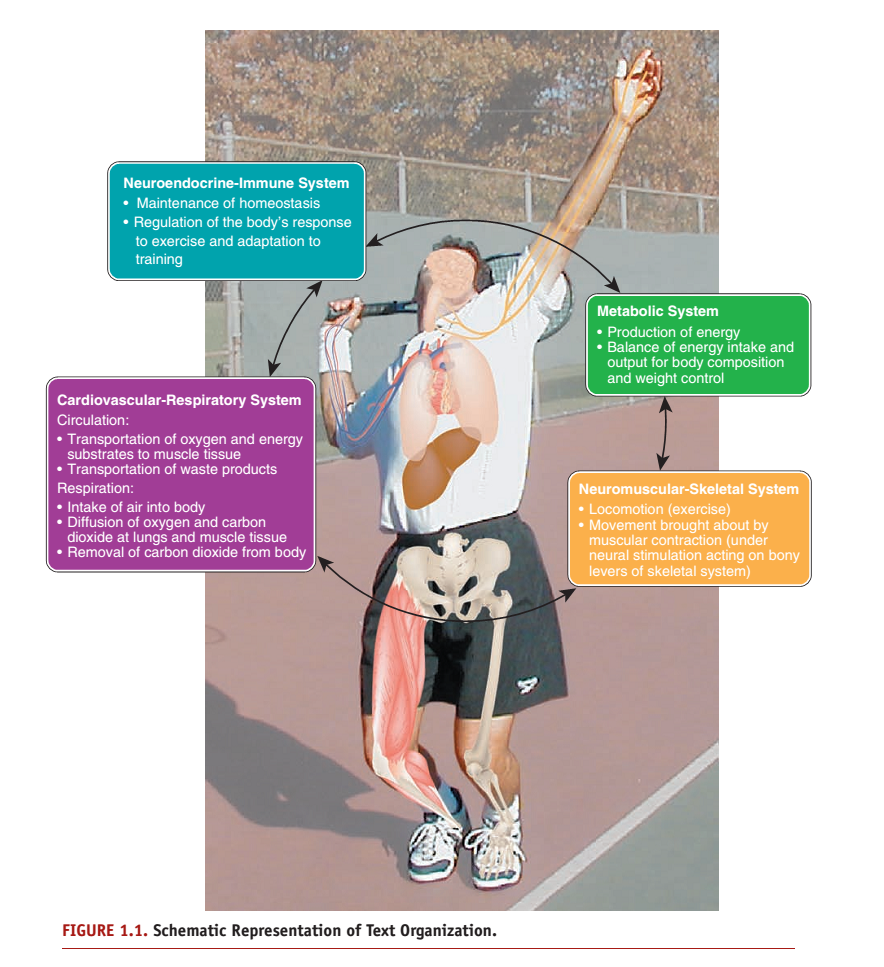 Neuroendocrine-Immune System
• Maintenance of homeostasis
• Regulation of the body's response
to exercise and adaptation to
training
Metabolic System
• Production of energy
• Balance of energy intake and
output for body composition
and weight control
Cardiovascular-Respiratory System
Circulation:
• Transportation of oxygen and energy
substrates to muscle tissue
• Transportation of waste products
Respiration:
• Intake of air into body
• Diffusion of oxygen and carbon
dioxide at lungs and muscle tissue
• Removal of carbon dioxide from body
Neuromuscular-Skeletal System
• Locomotion (exercise)
• Movement brought about by
muscular contraction (under
neural stimulation acting on bony
levers of skeletal system)
FIGURE 1.1. Schematic Representation of Text Organization.